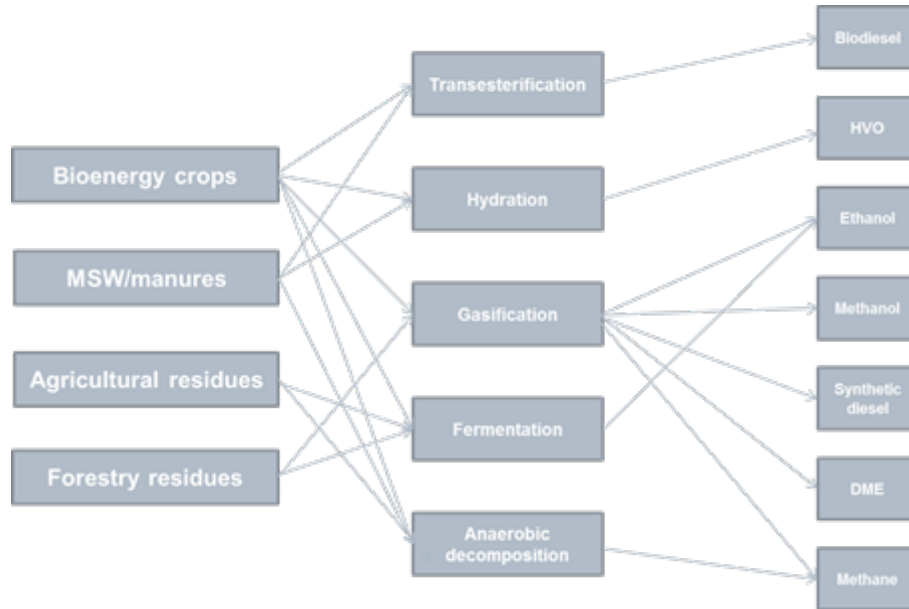 Bioenergy crops
MSW/manures
Agricultural residues
Forestry residues
Transesterification
Hydration
Gasification
Fermentation
Anaerobic
decomposition
Biodiesel
HVO
Ethanol
Methanol
Synthetic
diesel
DME
Methane